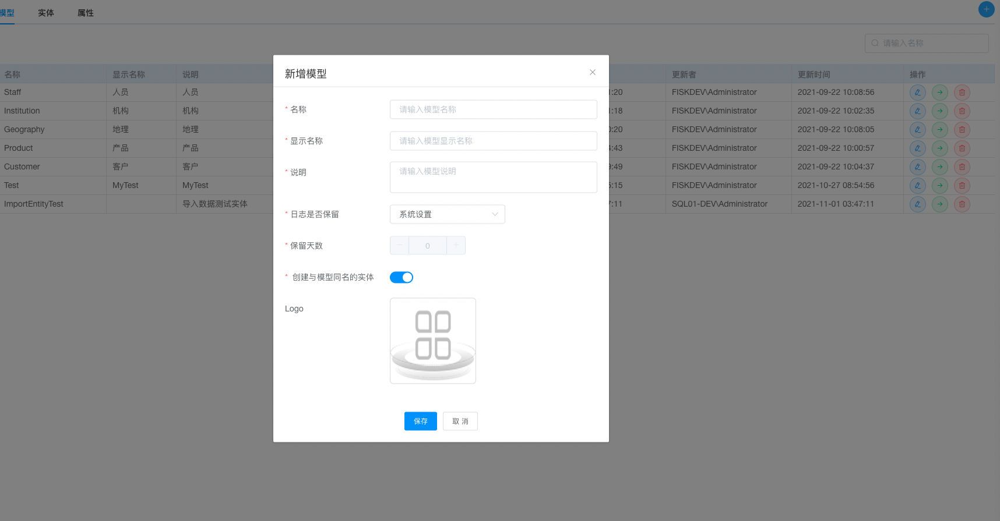 模型 实体 属性
请输入名称
名称 显示名称 说明 更新者 更新时间 操作
Staff 人员 人员 1:20 FISKDEV\Administrator 2021-09-22 10:08:56
Institution 机构 机构 1:18 FISKDEV\Administrator 2021-09-22 10:02:35
Geography 地理 地理 0:20 FISKDEV\Administrator 2021-09-22 10:08:05
Product 产品 产品 :43 FISKDEV\Administrator 2021-09-22 10:00:57
Customer 客户 客户 9:49 FISKDEV\Administrator 2021-09-22 10:04:37
Test MyTest MyTest 5:15 FISKDEV\Administrator 2021-10-27 08:54:56
ImportEntityTest 导入数据测试实体 7:11 SQL01-DEV\Administrator 2021-11-01 03:47:11
新增模型
* 名称 请输入模型名称
* 显示名称 请输入模型显示名称
* 说明 请输入模型说明
* 日志是否保留 系统设置
* 保留天数 0
* 创建与模型同名的实体
Logo
保存 取 消